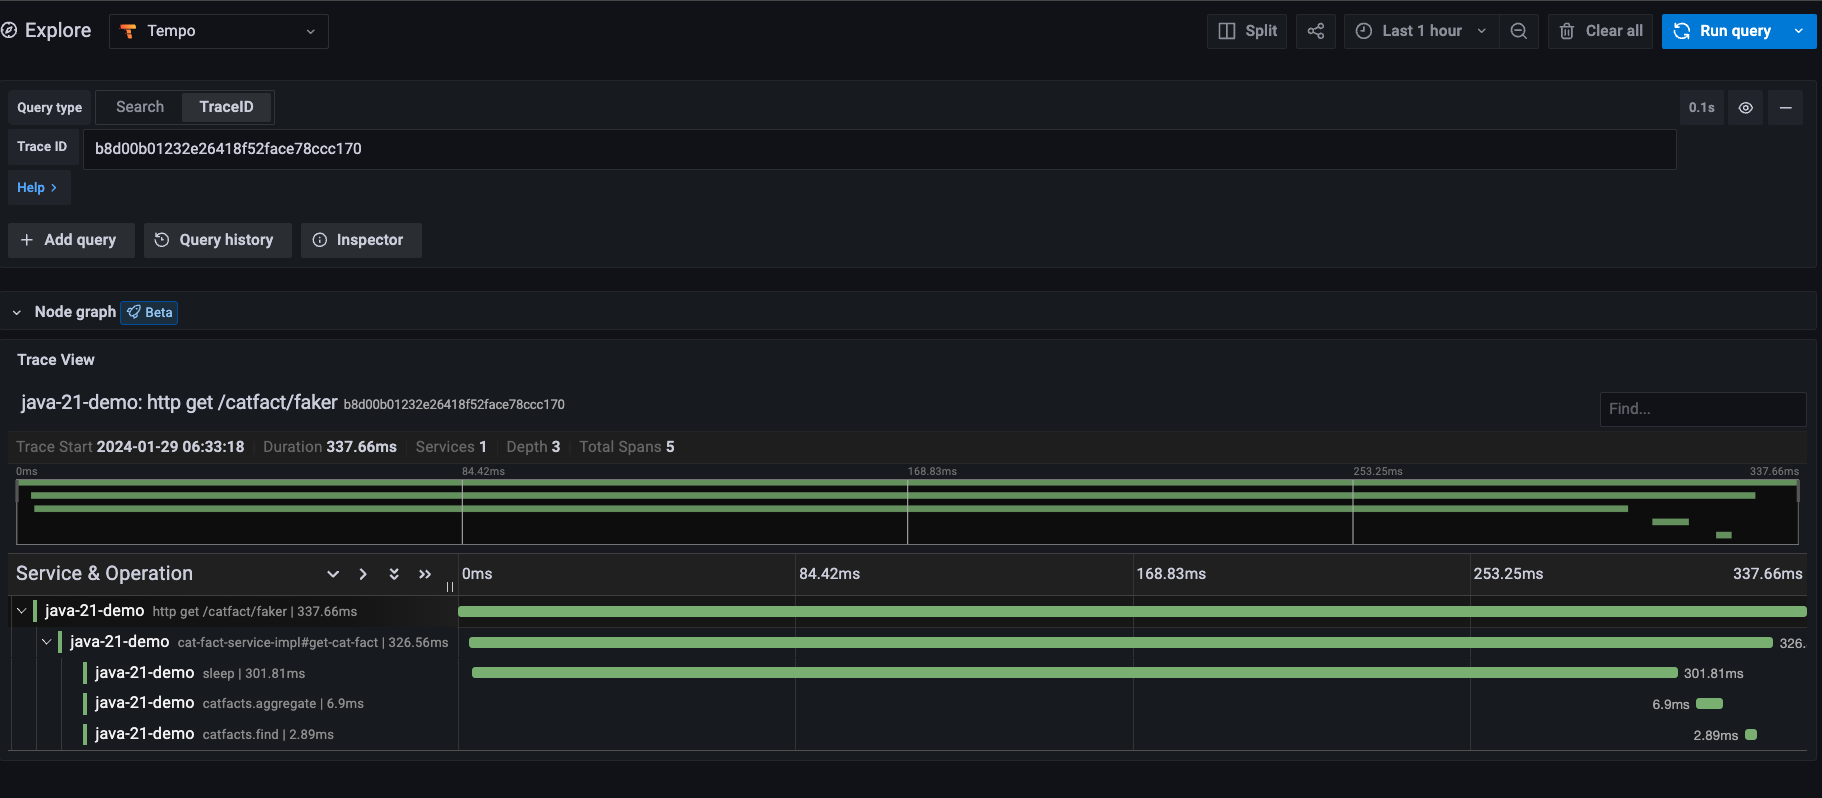 Explore Tempo Split Last 1 hour Clear all Run query
Query type Search TraceID 0.1s
Trace ID b8d00b01232e26418f52face78ccc170
Help >
+ Add query Query history Inspector
Node graph Beta
Trace View
java-21-demo: http get /catfact/faker b8d00b01232e26418f52face78ccc170 Find...
Trace Start 2024-01-29 06:33:18 Duration 337.66ms Services 1 Depth 3 Total Spans 5
0ms 84.42ms 168.83ms 253.25ms 337.66ms
Service & Operation 0ms 84.42ms 168.83ms 253.25ms 337.66ms
java-21-demo http get /catfact/faker | 337.66ms
java-21-demo cat-fact-service-impl#get-cat-fact | 326.56ms 326.
java-21-demo sleep | 301.81ms 301.81ms
java-21-demo catfacts.aggregate | 6.9ms 6.9ms
java-21-demo catfacts.find | 2.89ms 2.89ms